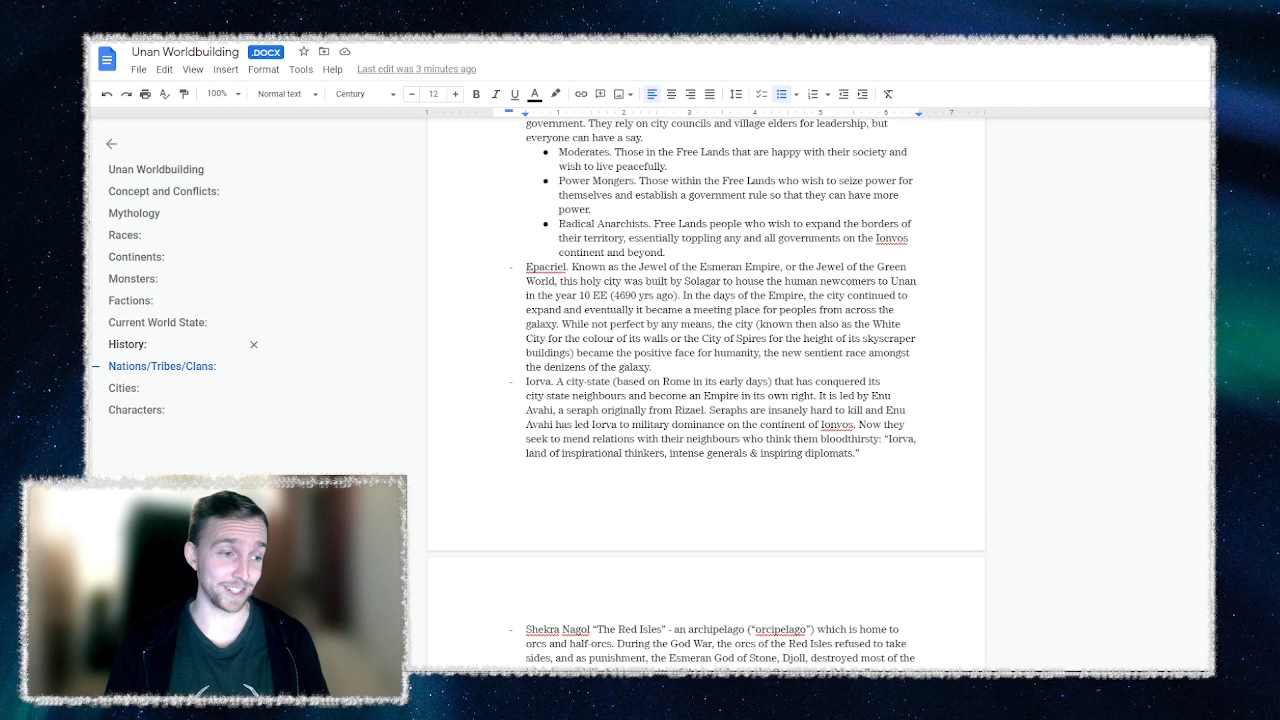 Unan Worldbuilding .DOCX
File Edit View Insert Format Tools Help Last edit was 3 minutes ago
100% Normal text Century 12 B I U A
1 1 2 3 4 5 6 7
Unan Worldbuilding
Concept and Conflicts:
Mythology
Races:
Continents:
Monsters:
Factions:
Current World State:
History:
Nations/Tribes/Clans:
Cities:
Characters:
government. They rely on city councils and village elders for leadership, but
everyone can have a say.
● Moderates. Those in the Free Lands that are happy with their society and
wish to live peacefully.
● Power Mongers. Those within the Free Lands who wish to seize power for
themselves and establish a government rule so that they can have more
power.
● Radical Anarchists. Free Lands people who wish to expand the borders of
their territory, essentially toppling any and all governments on the Ionvos
continent and beyond.
- Epacriel. Known as the Jewel of the Esmeran Empire, or the Jewel of the Green
World, this holy city was built by Solagar to house the human newcomers to Unan
in the year 10 EE (4690 yrs ago). In the days of the Empire, the city continued to
expand and eventually it became a meeting place for peoples from across the
galaxy. While not perfect by any means, the city (known then also as the White
City for the colour of its walls or the City of Spires for the height of its skyscraper
buildings) became the positive face for humanity, the new sentient race amongst
the denizens of the galaxy.
- Iorva. A city-state (based on Rome in its early days) that has conquered its
city-state neighbours and become an Empire in its own right. It is led by Enu
Avahi, a seraph originally from Rizael. Seraphs are insanely hard to kill and Enu
Avahi has led Iorva to military dominance on the continent of Ionvos. Now they
seek to mend relations with their neighbours who think them bloodthirsty: “Iorva,
land of inspirational thinkers, intense generals & inspiring diplomats.”
- Shekra Nagol “The Red Isles” - an archipelago (“orcipelago”) which is home to
orcs and half-orcs. During the God War, the orcs of the Red Isles refused to take
sides, and as punishment, the Esmeran God of Stone, Djoll, destroyed most of the